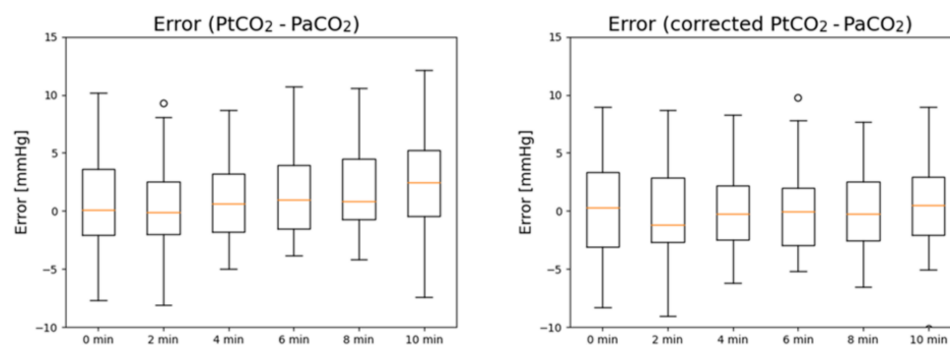 Error (PtCO₂ - PaCO₂)
15
10
5
0
−5
−10
Error [mmHg]
0 min 2 min 4 min 6 min 8 min 10 min
Error (corrected PtCO₂ - PaCO₂)
15
10
5
0
−5
−10
Error [mmHg]
0 min 2 min 4 min 6 min 8 min 10 min